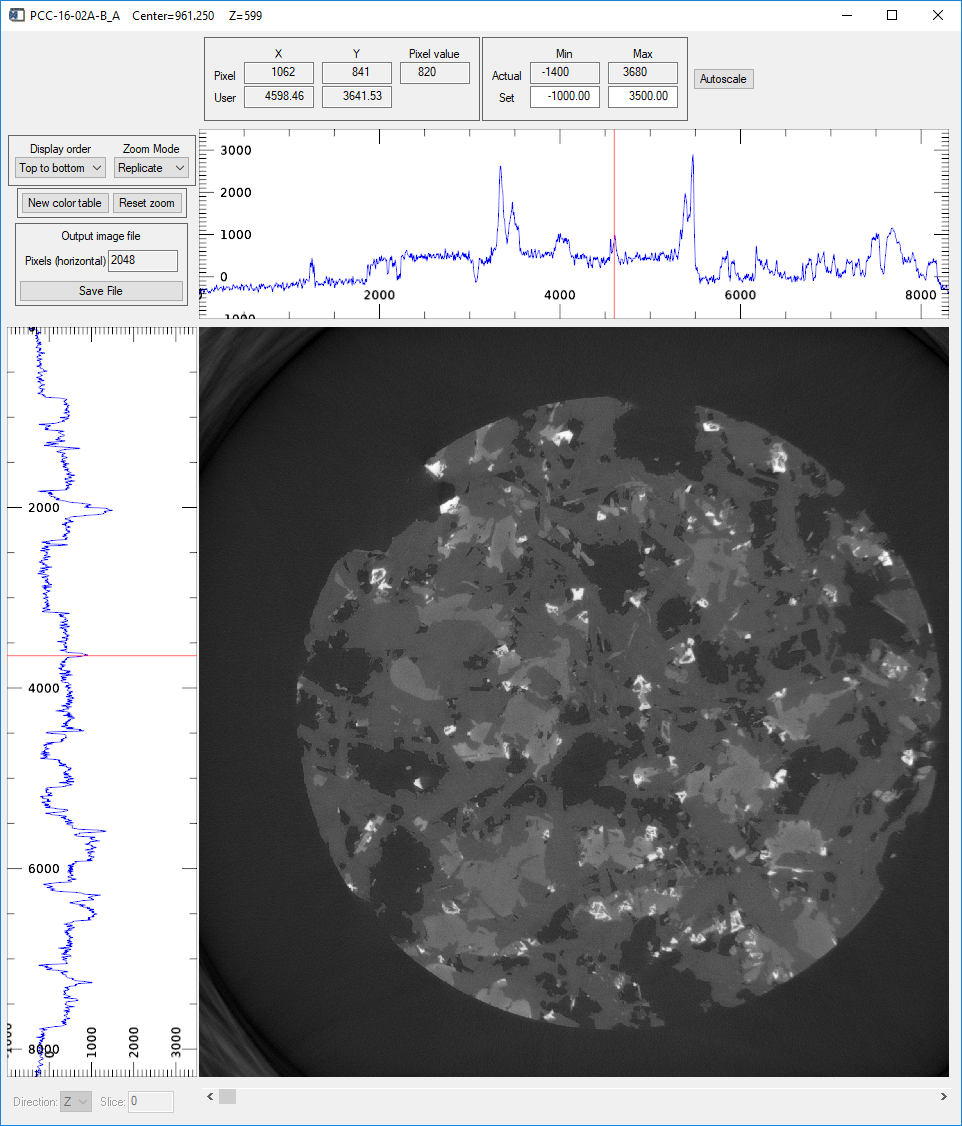 PCC-16-02A-B_A Center=961.250 Z=599
X Y Pixel value
Pixel 1062 841 820
User 4598.46 3641.53
Min Max
Actual -1400 3680
Set -1000.00 3500.00
Autoscale
Display order Zoom Mode
Top to bottom Replicate
New color table Reset zoom
Output image file
Pixels (horizontal) 2048
Save File
3000
2000
1000
0
2000 4000 6000 8000
2000
4000
6000
8000
0 1000 2000 3000
Direction: Z Slice: 0